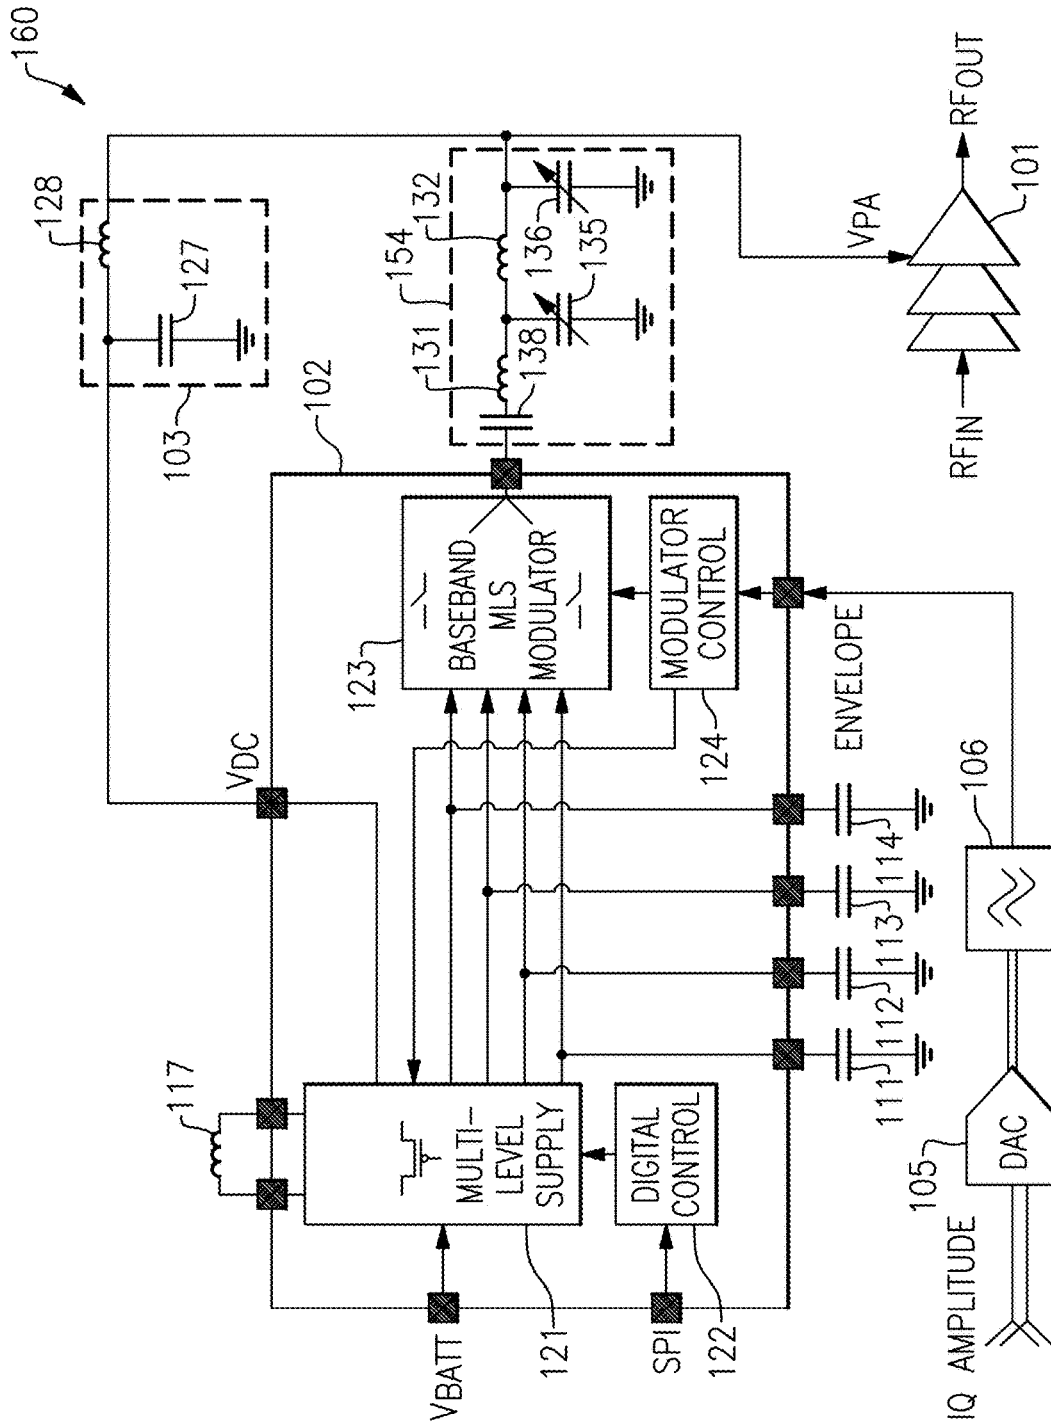 160
128
127
103
VDC
117
102
VBATT
MULTI-
LEVEL
SUPPLY
121
SPI
DIGITAL
CONTROL
122
123
BASEBAND
MLS
MODULATOR
MODULATOR
CONTROL
124
131
154
132
138
136
135
111
112
113
114
ENVELOPE
VPA
IQ AMPLITUDE
105
DAC
106
RFIN
RFOUT
101